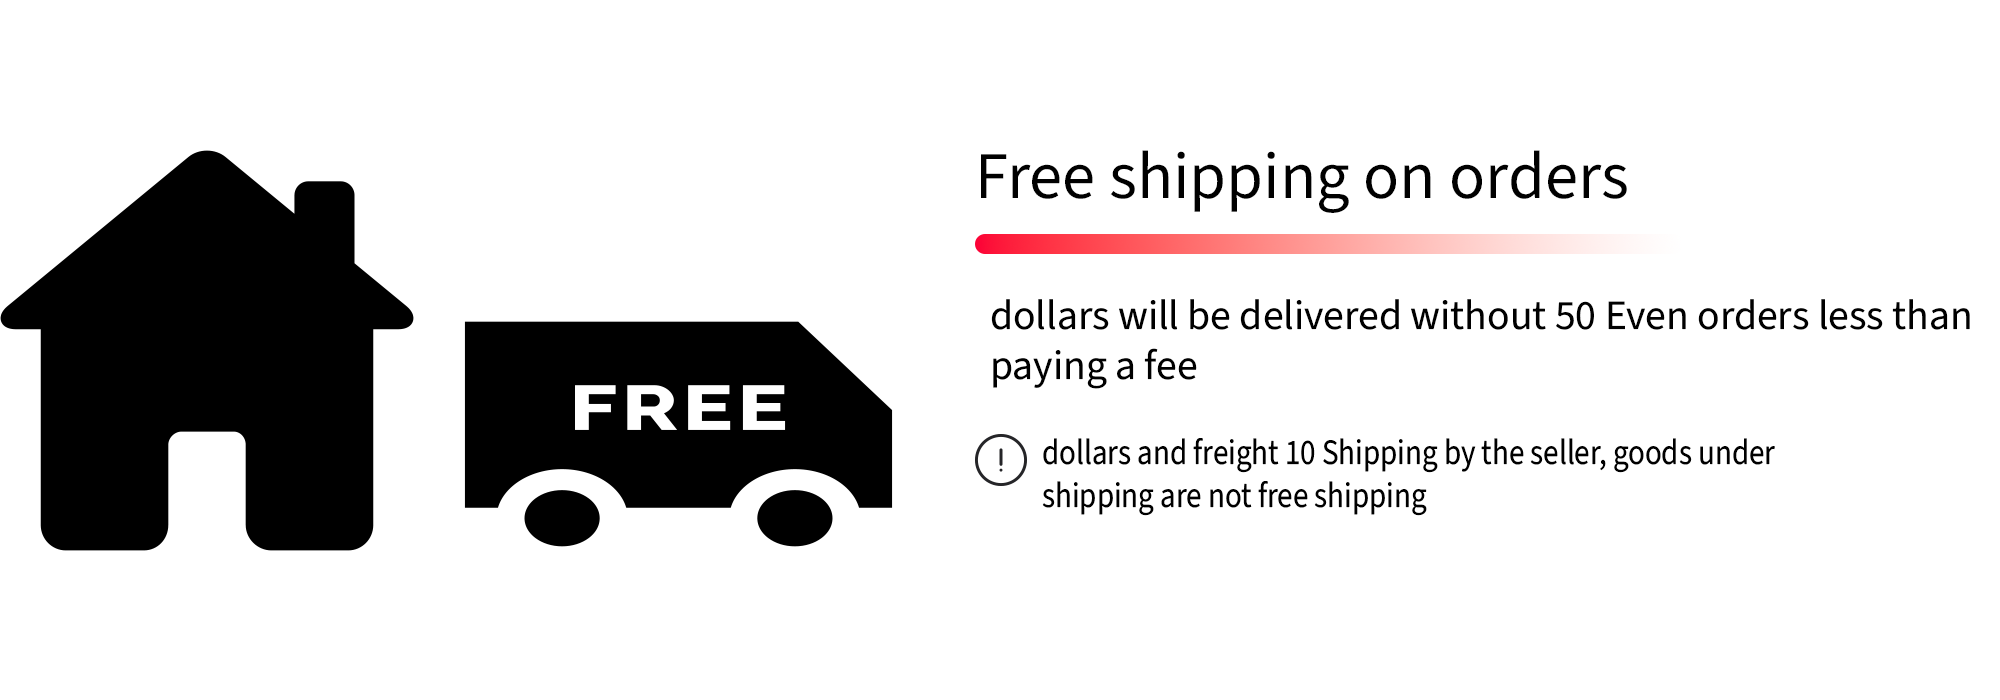 FREE
Free shipping on orders
dollars will be delivered without 50 Even orders less than
paying a fee
dollars and freight 10 Shipping by the seller, goods under
shipping are not free shipping